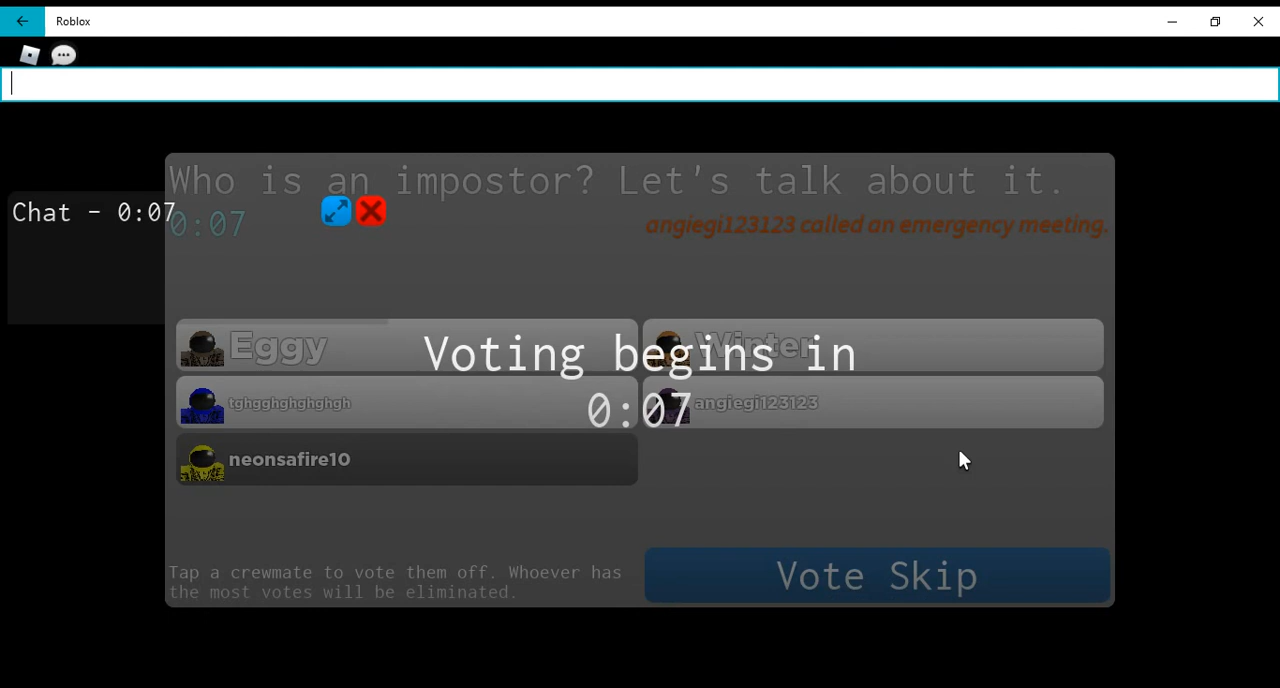 Roblox
Who is an impostor? Let's talk about it.
Chat - 0:07
0:07
angiegi123123 called an emergency meeting.
Eggy
Winter
Voting begins in
0:07
tghgghghghghgh
angiegi123123
neonsafire10
Tap a crewmate to vote them off. Whoever has
the most votes will be eliminated.
Vote Skip